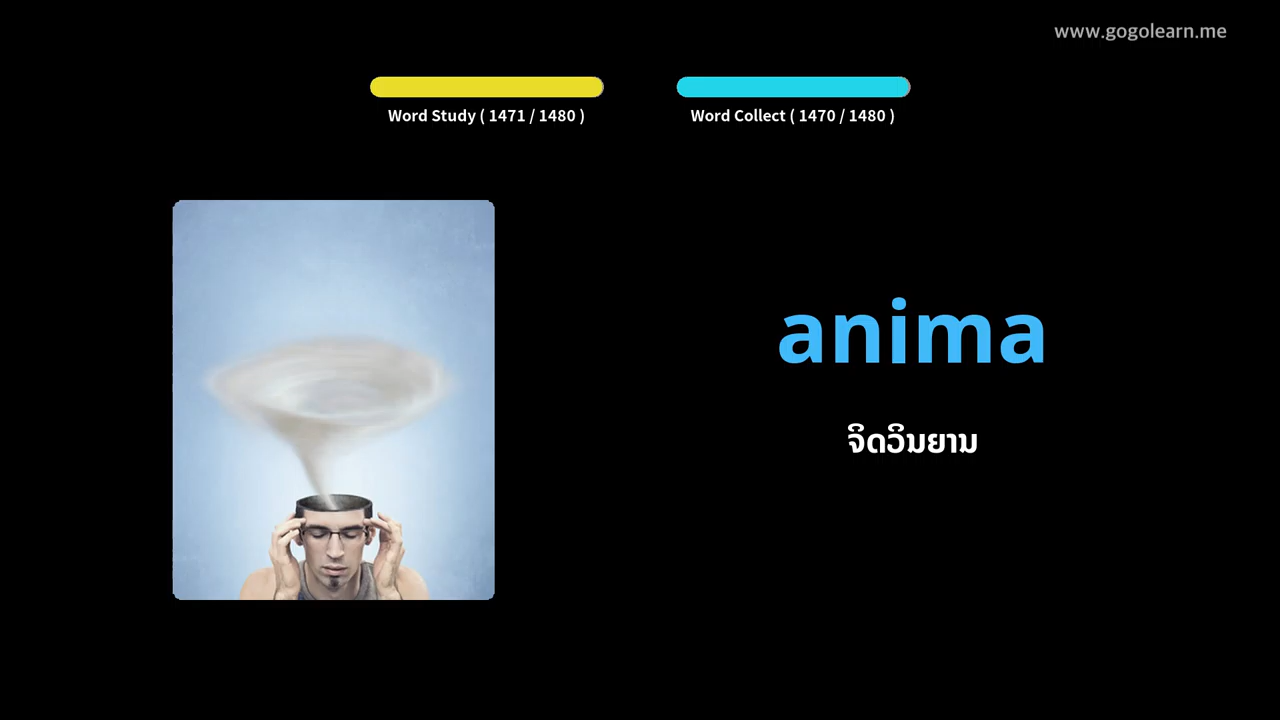 www.gogolearn.me
Word Study ( 1471 / 1480 )
Word Collect ( 1470 / 1480 )
anima
ຈິດວິນຍານ